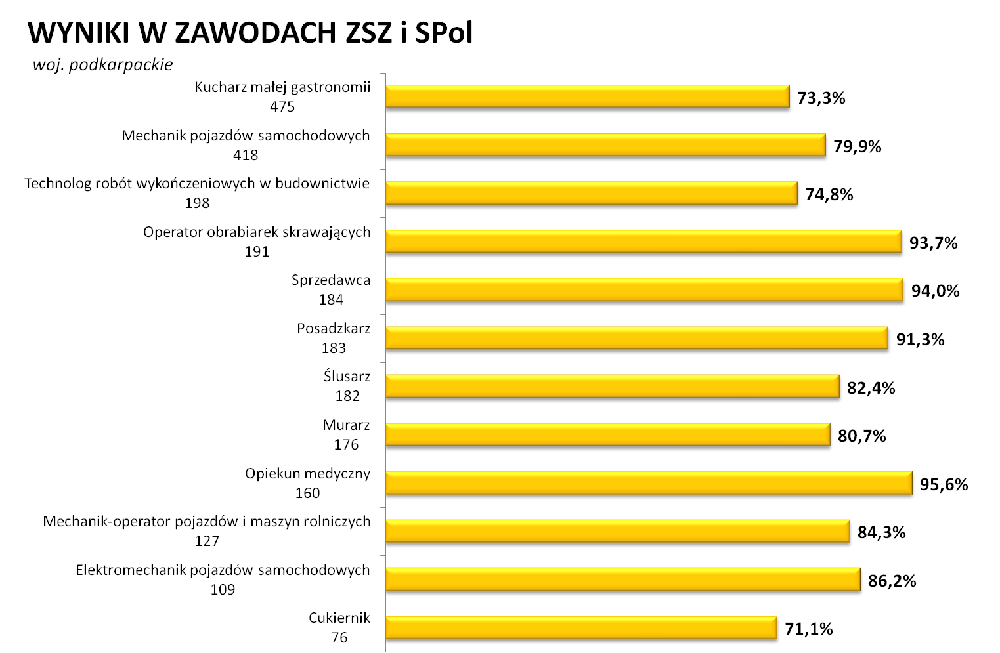 WYNIKI W ZAWODACH ZSZ i SPol
woj. podkarpackie
Kucharz małej gastronomii
475
73,3%
Mechanik pojazdów samochodowych
418
79,9%
Technolog robót wykończeniowych w budownictwie
198
74,8%
Operator obrabiarek skrawających
191
93,7%
Sprzedawca
184
94,0%
Posadzkarz
183
91,3%
Ślusarz
182
82,4%
Murarz
176
80,7%
Opiekun medyczny
160
95,6%
Mechanik-operator pojazdów i maszyn rolniczych
127
84,3%
Elektromechanik pojazdów samochodowych
109
86,2%
Cukiernik
76
71,1%